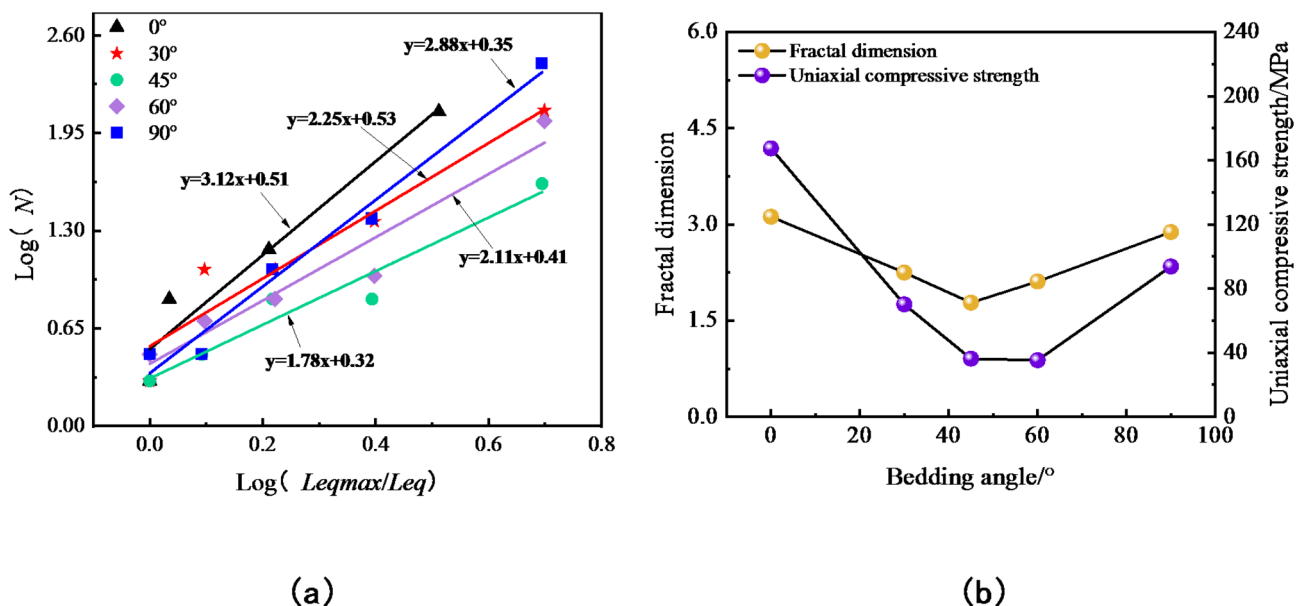 0°
30°
45°
60°
90°
2.60
1.95
1.30
0.65
0.00
Log( N)
y=2.88x+0.35
y=2.25x+0.53
y=3.12x+0.51
y=2.11x+0.41
y=1.78x+0.32
0.0 0.2 0.4 0.6 0.8
Log( Leqmax/Leq)
(a)
6.0
4.5
3.0
1.5
0.0
Fractal dimension
Fractal dimension
Uniaxial compressive strength
240
200
160
120
80
40
0
Uniaxial compressive strength/MPa
0 20 40 60 80 100
Bedding angle/°
(b)